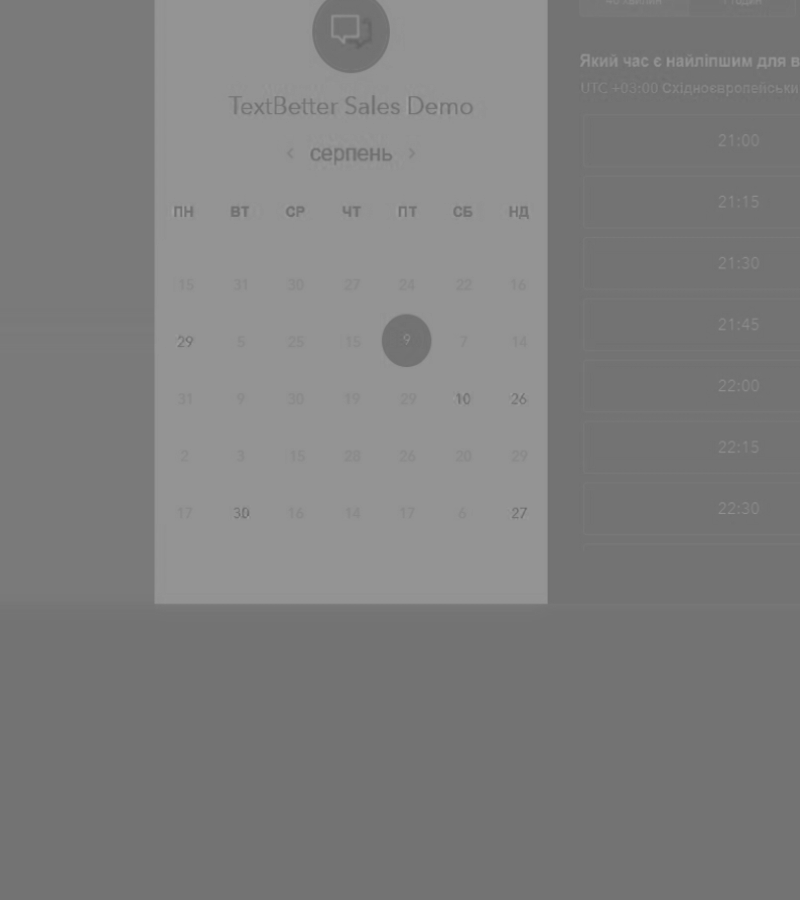 TextBetter Sales Demo
‹ серпень ›
ПН ВТ СР ЧТ ПТ СБ НД
15 31 30 27 24 22 16
29 5 25 15 9 7 14
31 9 30 19 29 10 26
2 3 15 28 26 20 29
17 30 16 14 17 6 27
1 годин
Який час є найліпшим для в
UTC +03:00 Східноєвропейськи
21:00
21:15
21:30
21:45
22:00
22:15
22:30